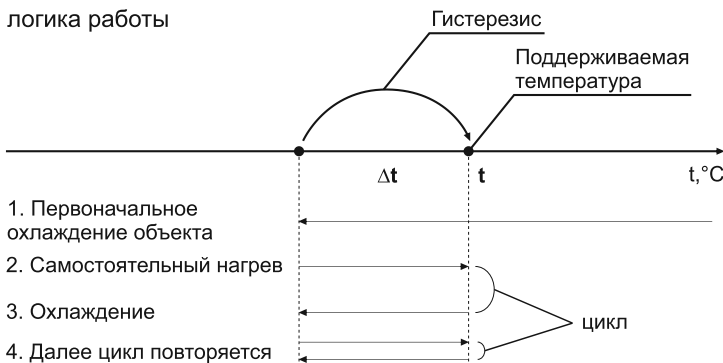 логика работы
Гистерезис
Поддерживаемая
температура
Δt
t
t,°C
1. Первоначальное
охлаждение объекта
2. Самостоятельный нагрев
3. Охлаждение
цикл
4. Далее цикл повторяется